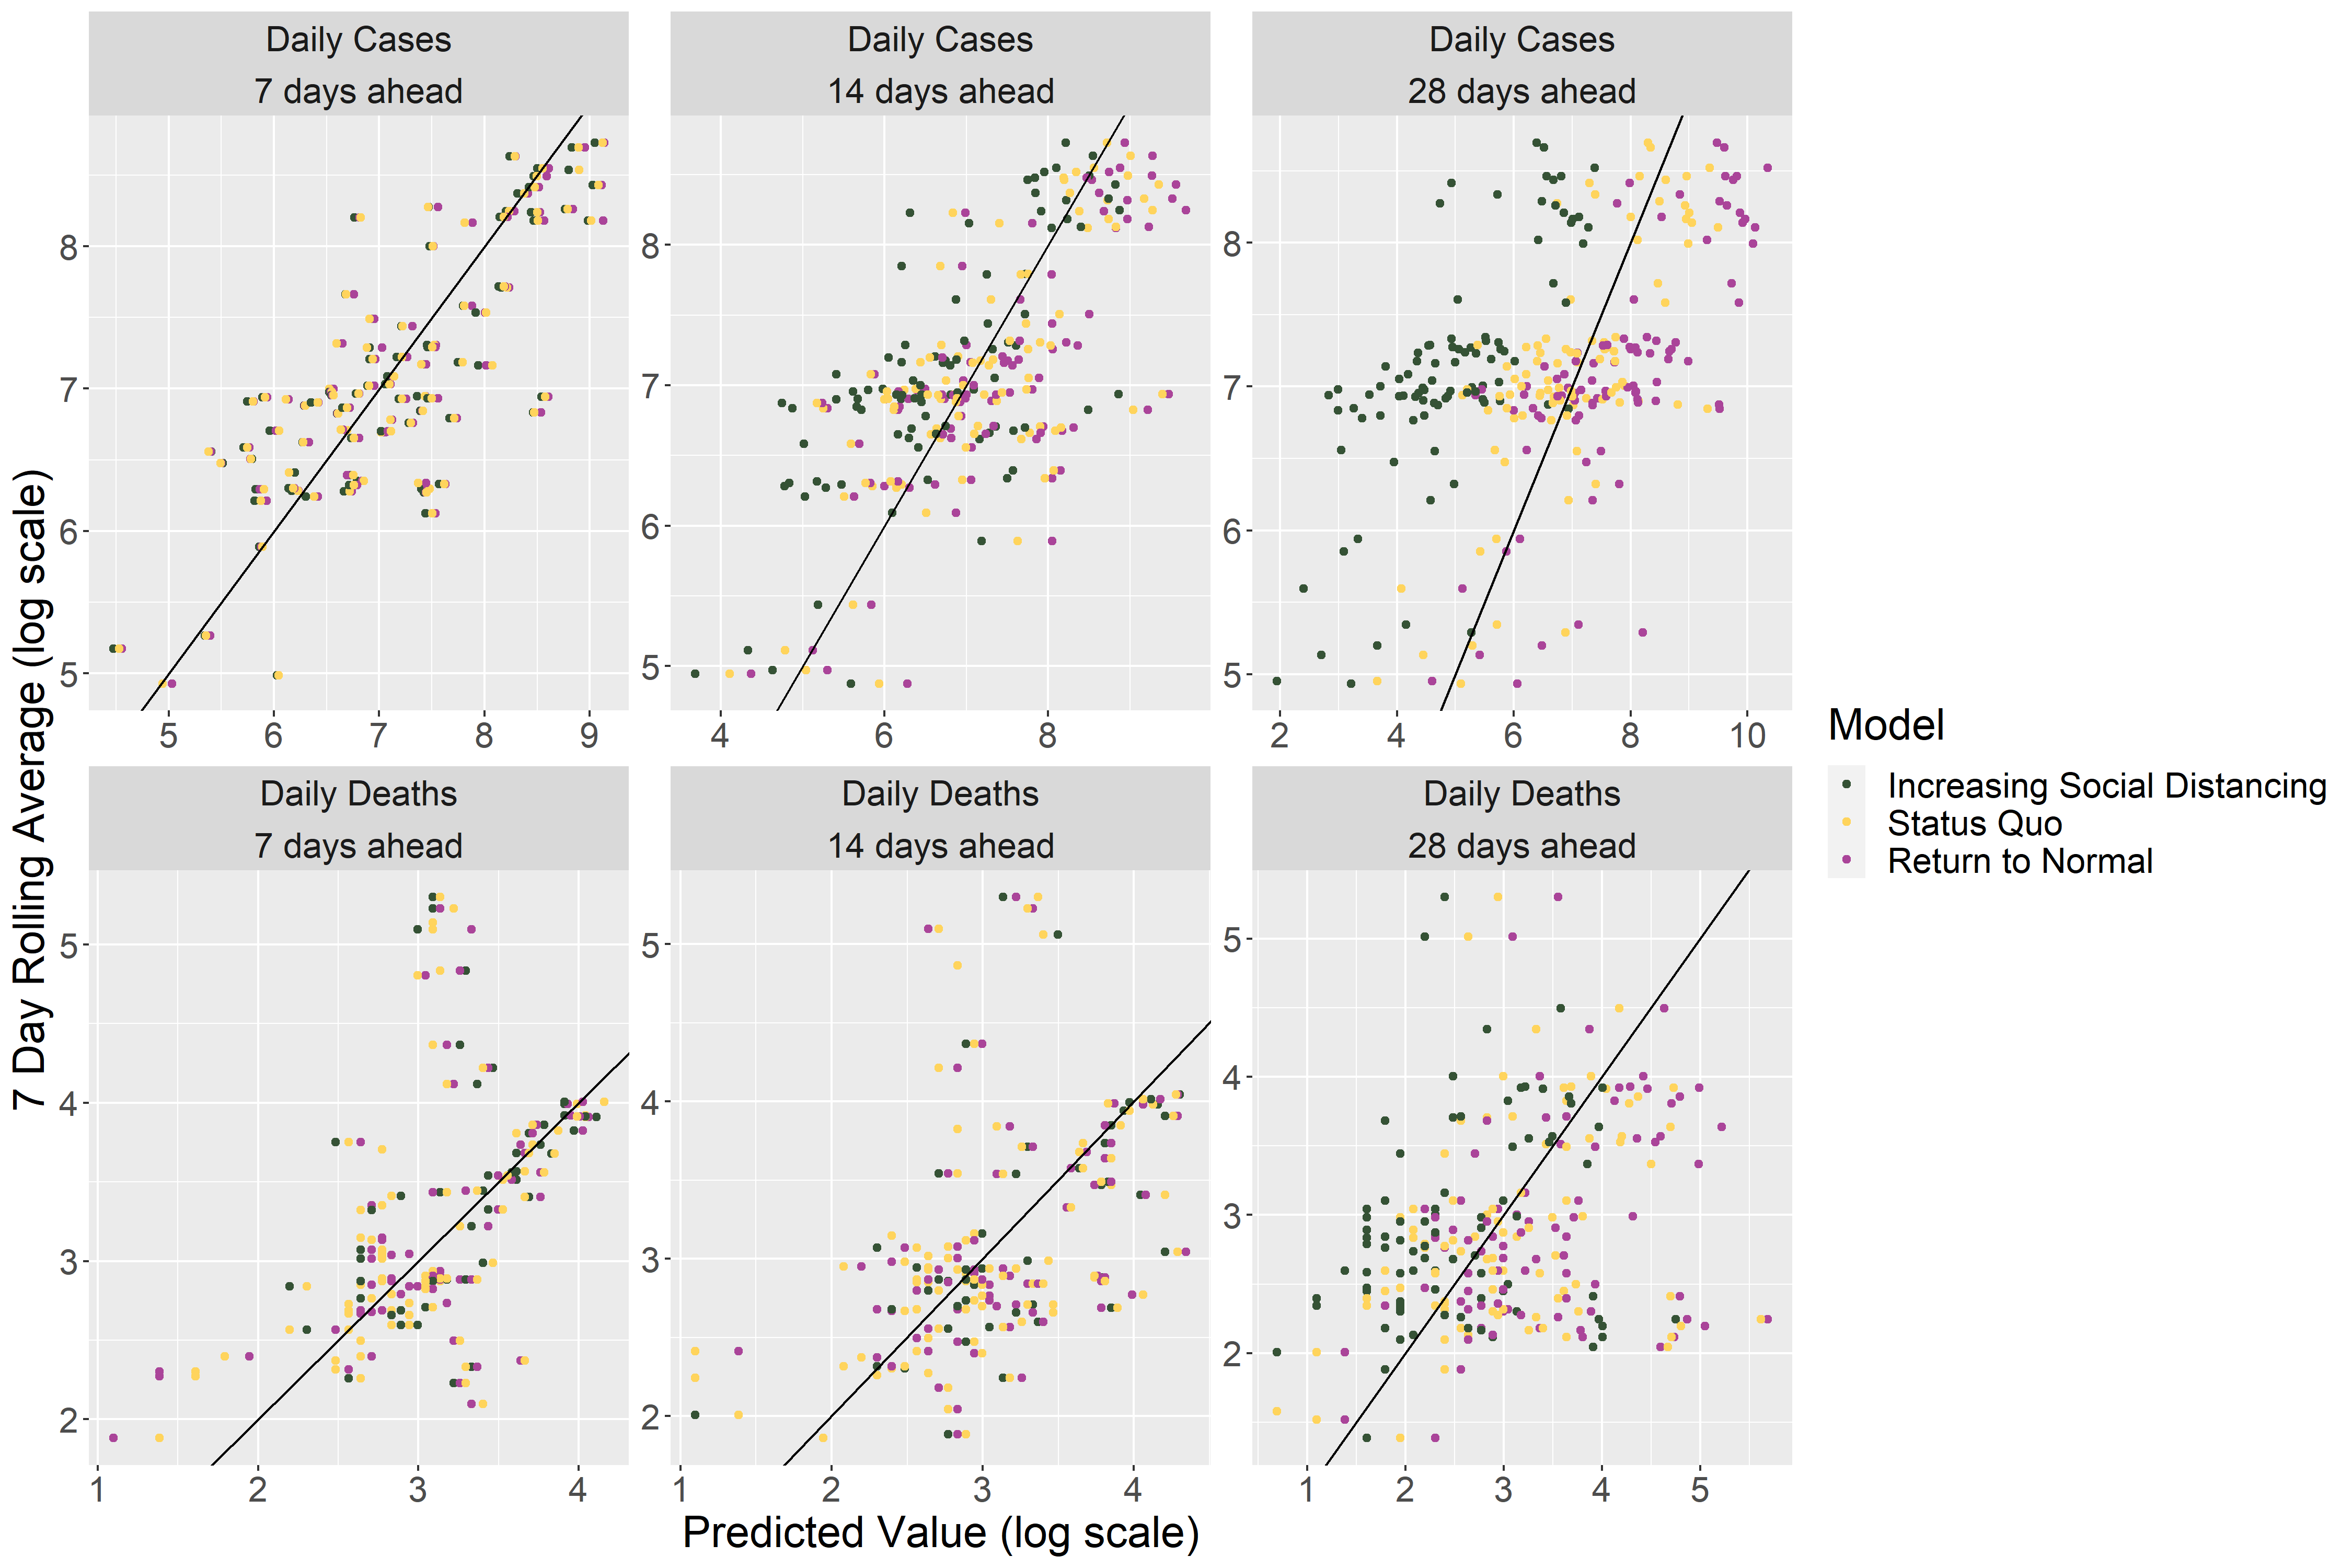 Daily Cases
7 days ahead
Daily Cases
14 days ahead
Daily Cases
28 days ahead
8
7
6
5
5 6 7 8 9
8
7
6
5
4 6 8
8
7
6
5
2 4 6 8 10
Daily Deaths
7 days ahead
Daily Deaths
14 days ahead
Daily Deaths
28 days ahead
5
4
3
2
1 2 3 4
5
4
3
2
1 2 3 4
5
4
3
2
1 2 3 4 5
7 Day Rolling Average (log scale)
Predicted Value (log scale)
Model
Increasing Social Distancing
Status Quo
Return to Normal